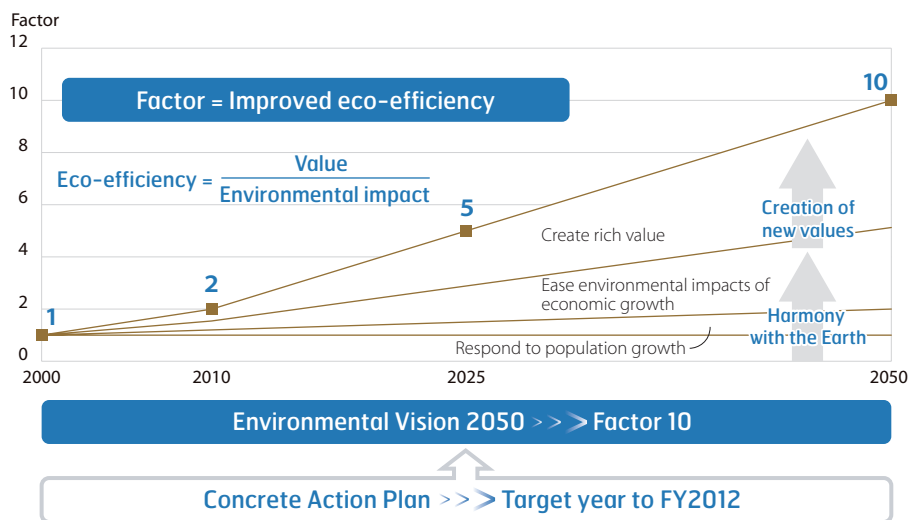 Factor
12
10
8
6
4
2
0
Factor = Improved eco-efficiency
Eco-efficiency = Value
Environmental impact
1
2
5
10
Create rich value
Ease environmental impacts of
economic growth
Respond to population growth
Creation of
new values
Harmony
with the Earth
2000 2010 2025 2050
Environmental Vision 2050 >>> Factor 10
Concrete Action Plan >>> Target year to FY2012